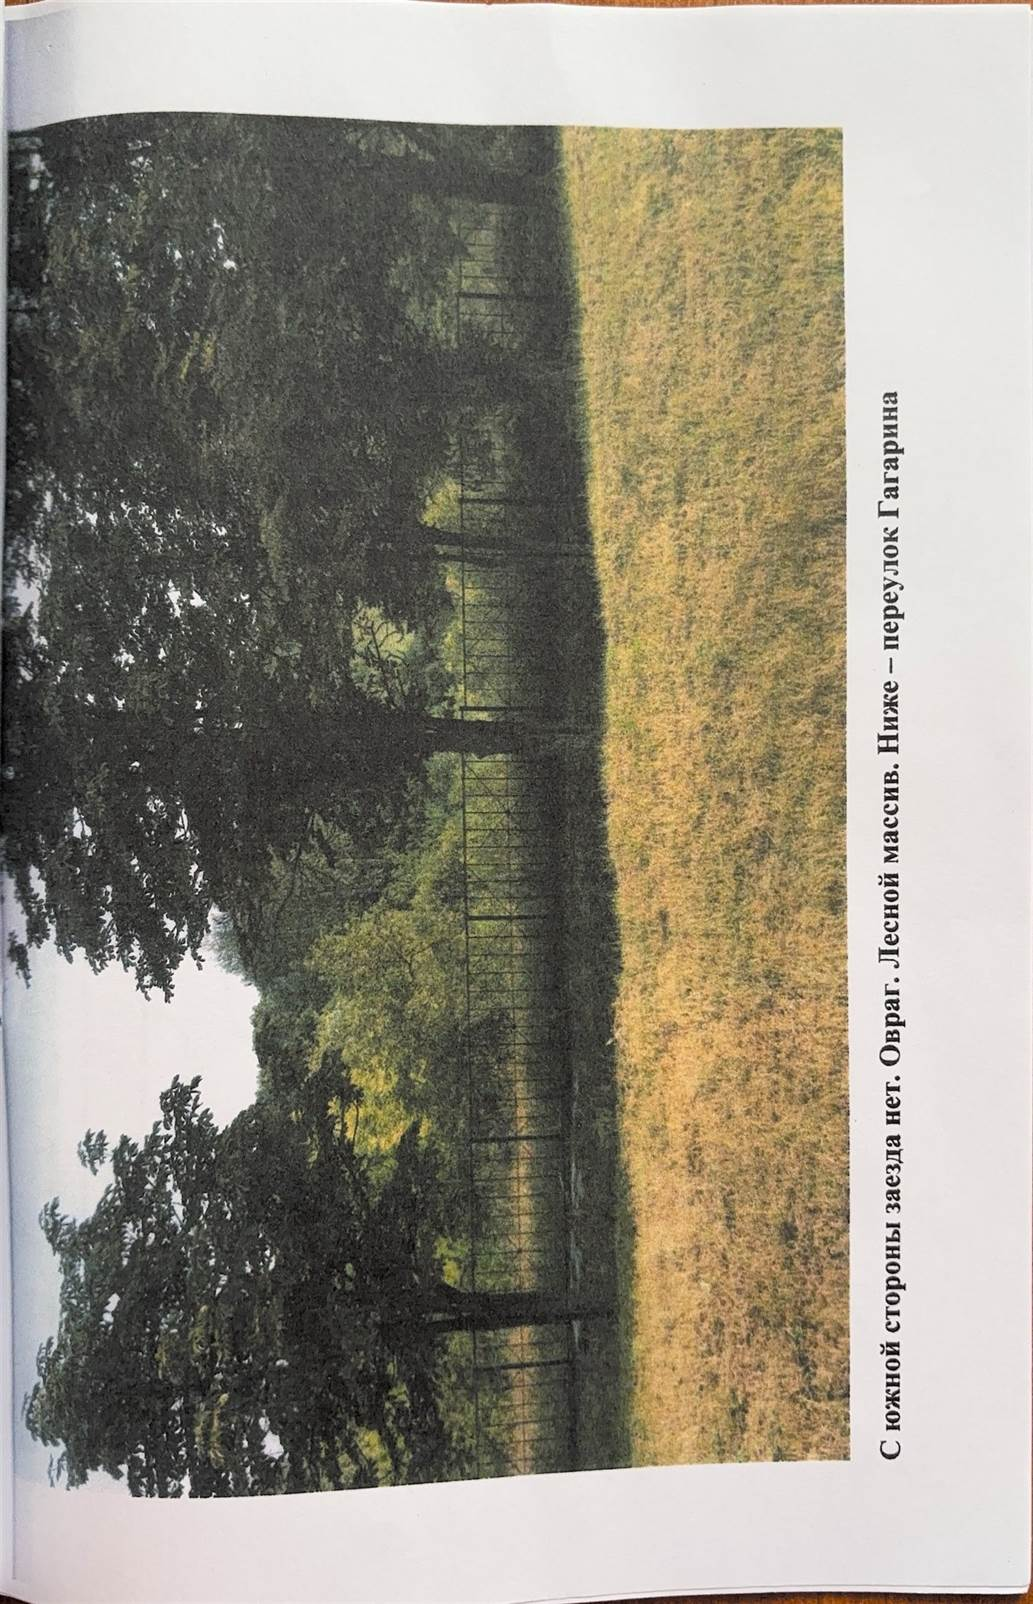 С южной стороны заезда нет. Овраг. Лесной массив. Ниже – переулок Гагарина